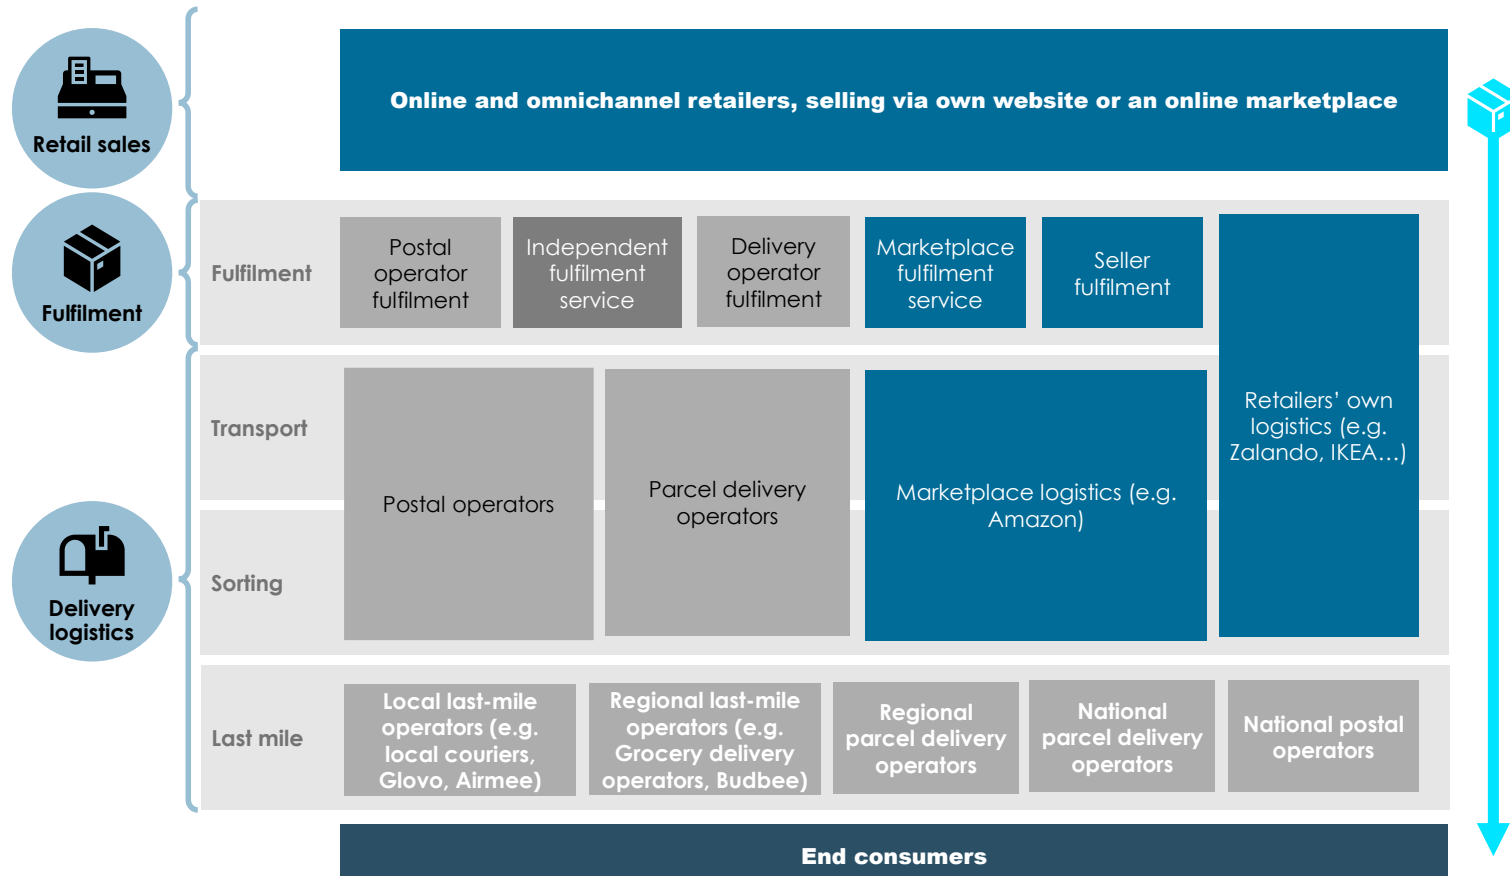 Retail sales
Online and omnichannel retailers, selling via own website or an online marketplace
Fulfilment
Fulfilment
Postal
operator
fulfilment
Independent
fulfilment
service
Delivery
operator
fulfilment
Marketplace
fulfilment
service
Seller
fulfilment
Retailers’ own
logistics (e.g.
Zalando, IKEA…)
Delivery
logistics
Transport
Sorting
Postal operators
Parcel delivery
operators
Marketplace logistics (e.g.
Amazon)
Last mile
Local last-mile
operators (e.g.
local couriers,
Glovo, Airmee)
Regional last-mile
operators (e.g.
Grocery delivery
operators, Budbee)
Regional
parcel delivery
operators
National
parcel delivery
operators
National postal
operators
End consumers